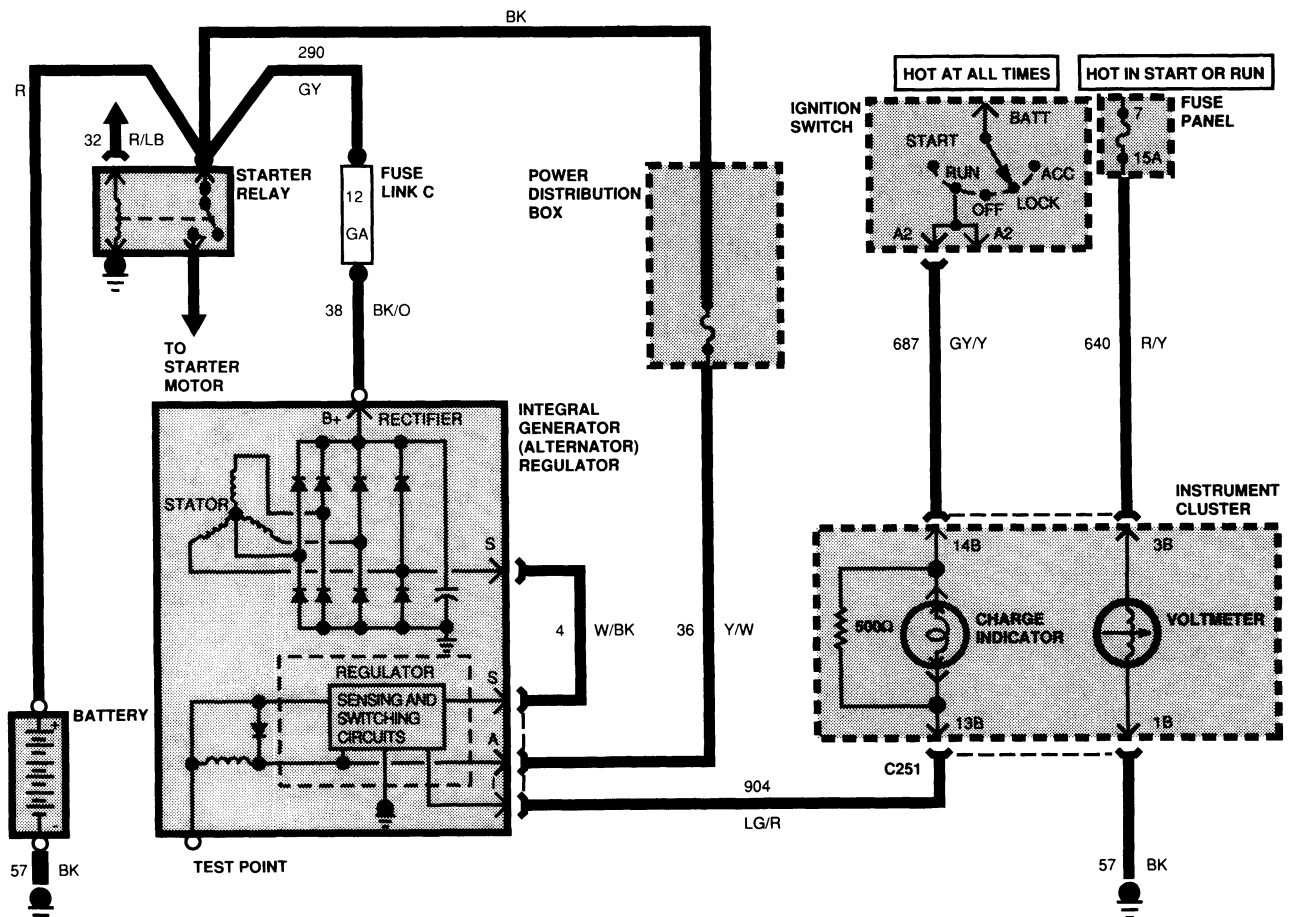 BK
290
GY
R
32
R/LB
STARTER
RELAY
FUSE
LINK C
12
GA
38
BK/O
TO
STARTER
MOTOR
POWER
DISTRIBUTION
BOX
HOT AT ALL TIMES
HOT IN START OR RUN
IGNITION
SWITCH
BATT
START
RUN
OFF
LOCK
ACC
A2
A2
7
15A
FUSE
PANEL
687
GY/Y
640
R/Y
B+
RECTIFIER
INTEGRAL
GENERATOR
(ALTERNATOR)
REGULATOR
STATOR
S
4
W/BK
36
Y/W
REGULATOR
SENSING AND
SWITCHING
CIRCUITS
S
A
I
TEST POINT
BATTERY
+
-
57
BK
INSTRUMENT
CLUSTER
14B
3B
500Ω
CHARGE
INDICATOR
VOLTMETER
13B
1B
C251
904
LG/R
57
BK